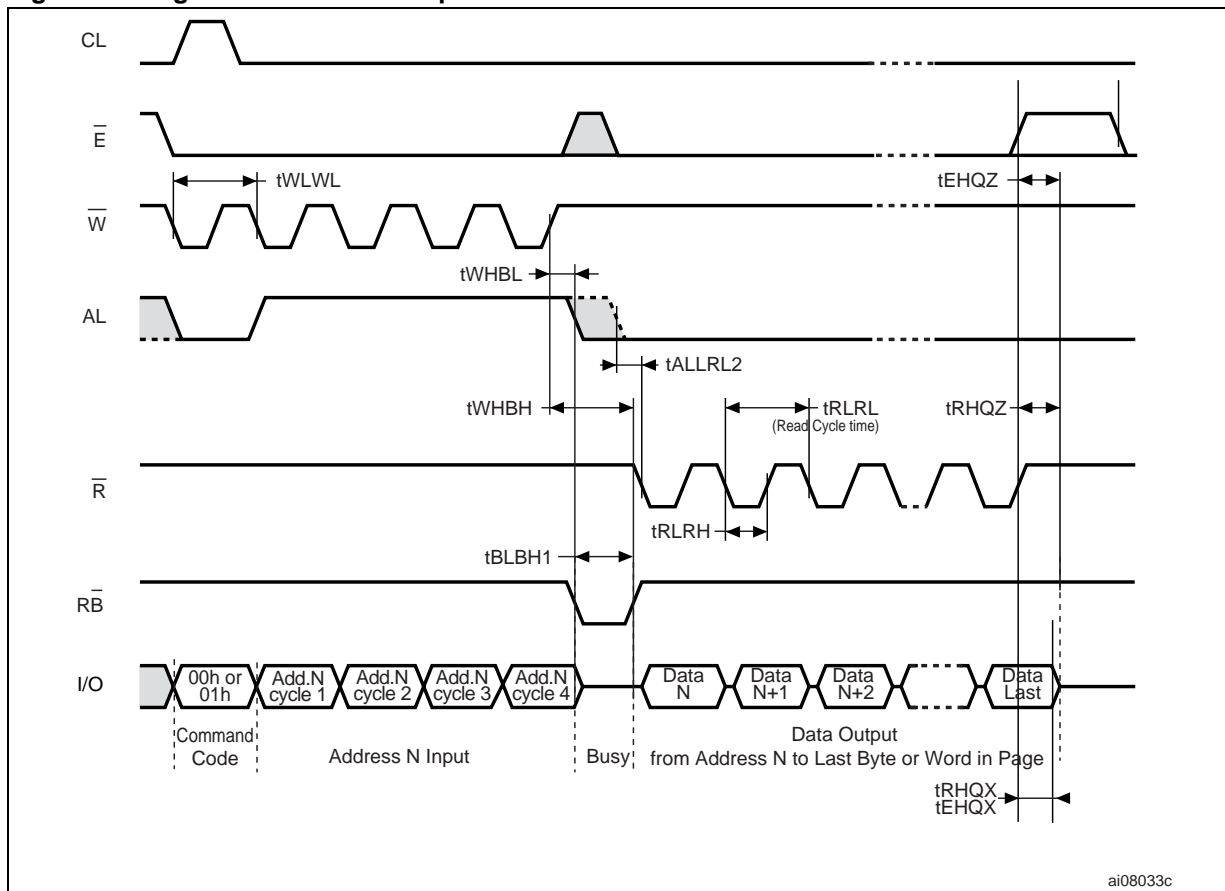 CL
E
tWLWL
tEHQZ
W
tWHBL
AL
tALLRL2
tWHBH
tRLRL
(Read Cycle time)
tRHQZ
R
tRLRH
tBLBH1
RB
I/O
00h or
01h
Add.N
cycle 1
Add.N
cycle 2
Add.N
cycle 3
Add.N
cycle 4
Data
N
Data
N+1
Data
N+2
Data
Last
Command
Code
Address N Input
Busy
Data Output
from Address N to Last Byte or Word in Page
tRHQX
tEHQX
ai08033c